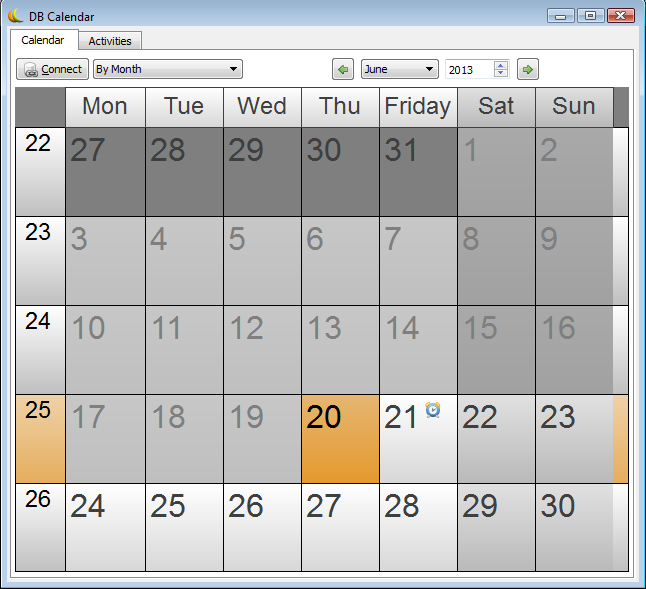 DB Calendar
Calendar Activities
Connect By Month June 2013
Mon Tue Wed Thu Friday Sat Sun
22 27 28 29 30 31 1 2
23 3 4 5 6 7 8 9
24 10 11 12 13 14 15 16
25 17 18 19 20 21 22 23
26 24 25 26 27 28 29 30